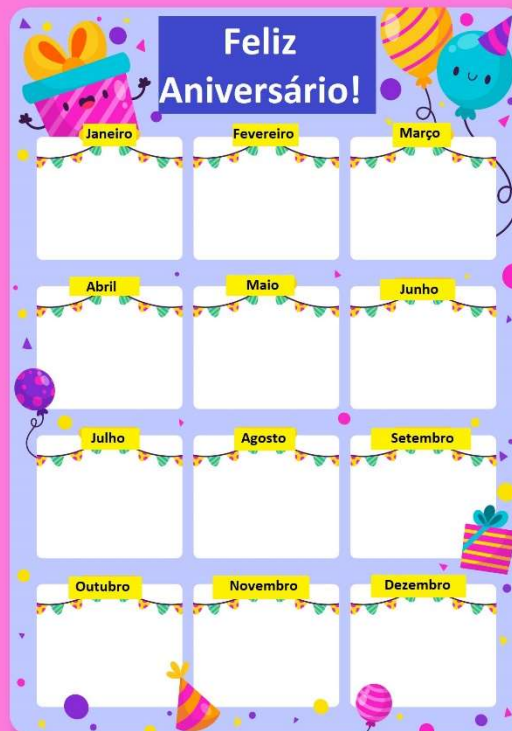 Feliz
Aniversário!
Janeiro
Fevereiro
Março
Abril
Maio
Junho
Julho
Agosto
Setembro
Outubro
Novembro
Dezembro